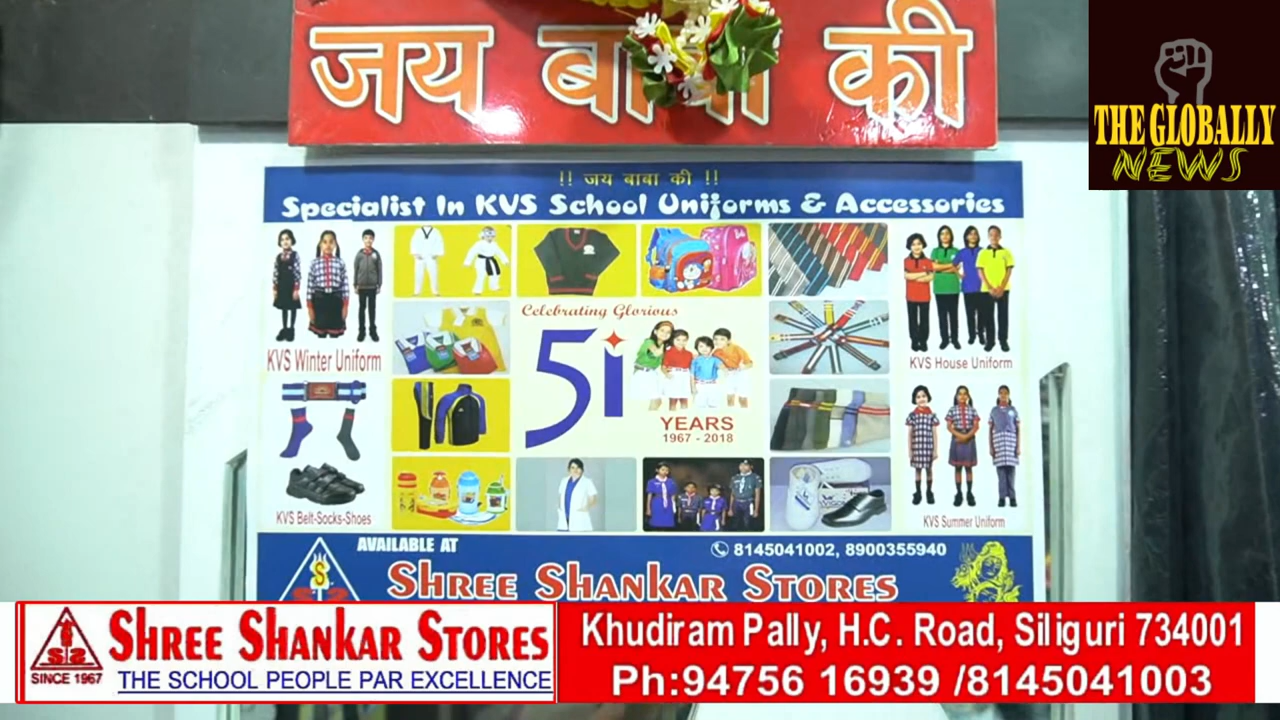 जय बाबा की
THE GLOBALLY
NEWS
!! जय बाबा की !!
Specialist In KVS School Uniforms & Accessories
KVS Winter Uniform
KVS House Uniform
Celebrating Glorious
51
YEARS
1967 - 2018
KVS Belt-Socks-Shoes
KVS Summer Uniform
AVAILABLE AT
8145041002, 8900355940
SHREE SHANKAR STORES
SHREE SHANKAR STORES
SINCE 1967
THE SCHOOL PEOPLE PAR EXCELLENCE
Khudiram Pally, H.C. Road, Siliguri 734001
Ph:94756 16939 /8145041003